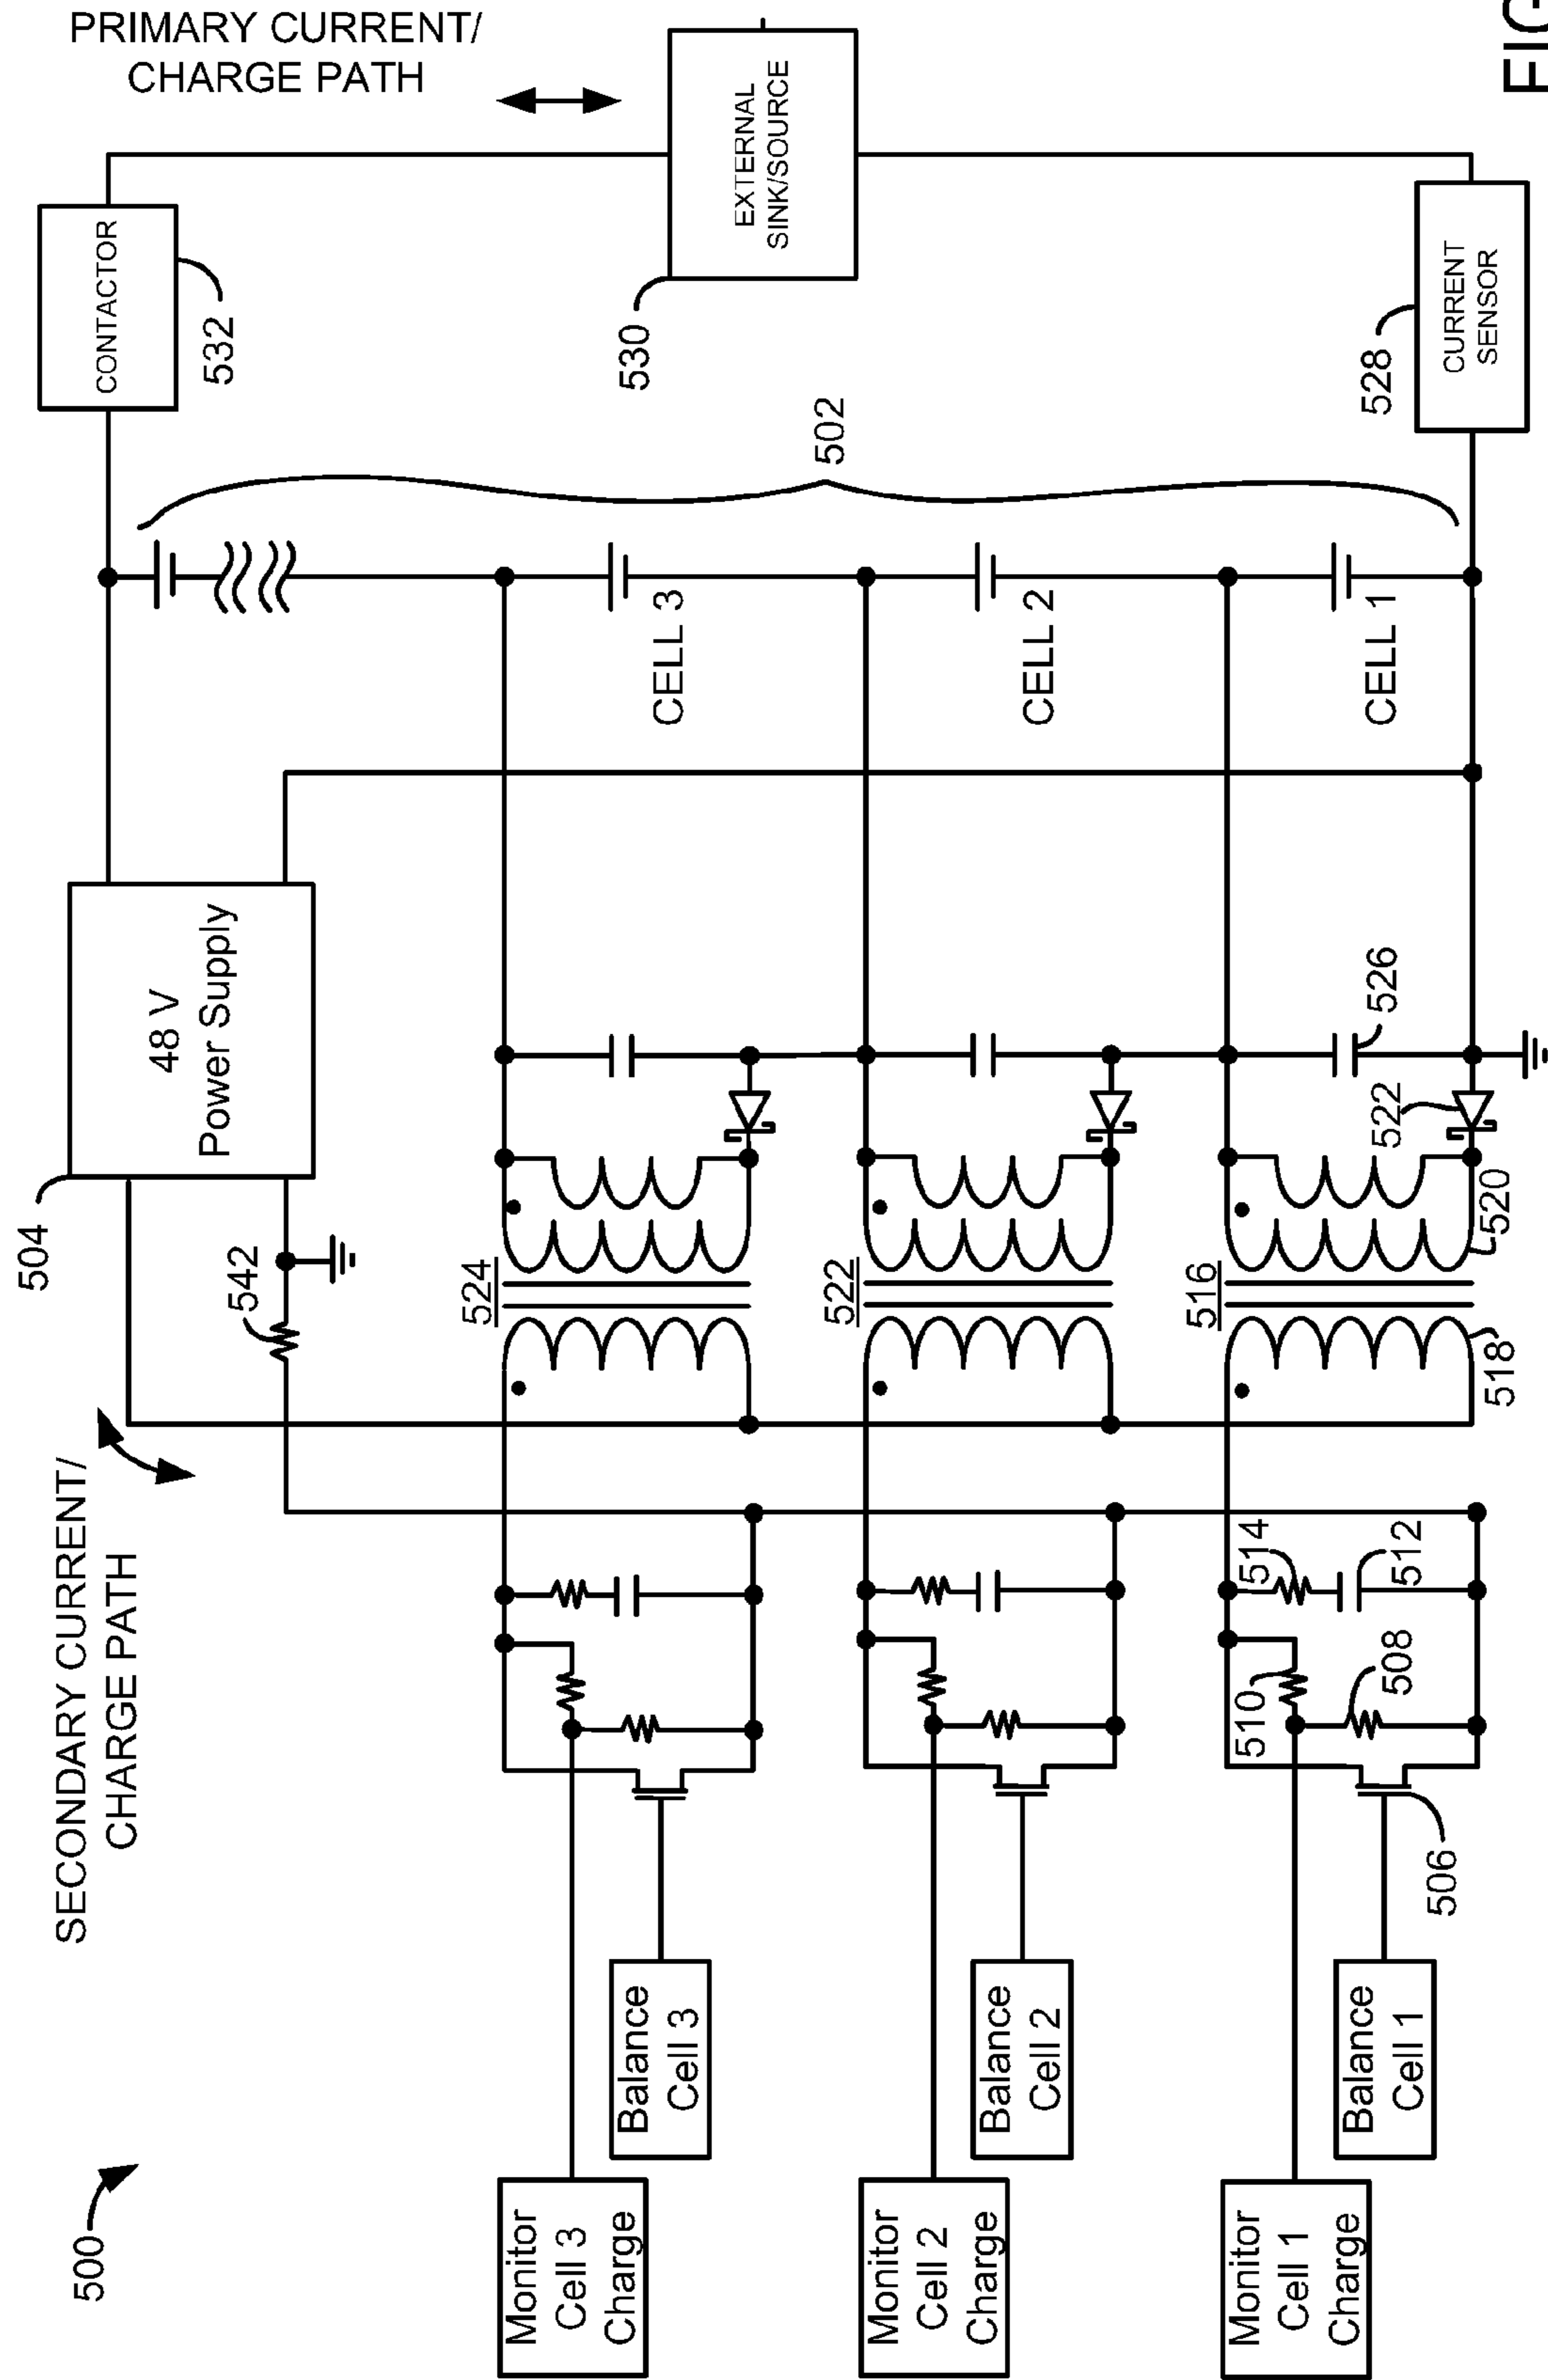 PRIMARY CURRENT/
CHARGE PATH
CONTACTOR
532
EXTERNAL
SINK/SOURCE
530
CURRENT
SENSOR
528
502
CELL 3
CELL 2
CELL 1
48 V
Power Supply
504
542
526
522
520
524
522
516
518
SECONDARY CURRENT/
CHARGE PATH
514
512
510
508
506
Balance
Cell 3
Balance
Cell 2
Balance
Cell 1
Monitor
Cell 3
Charge
Monitor
Cell 2
Charge
Monitor
Cell 1
Charge
500
FIG